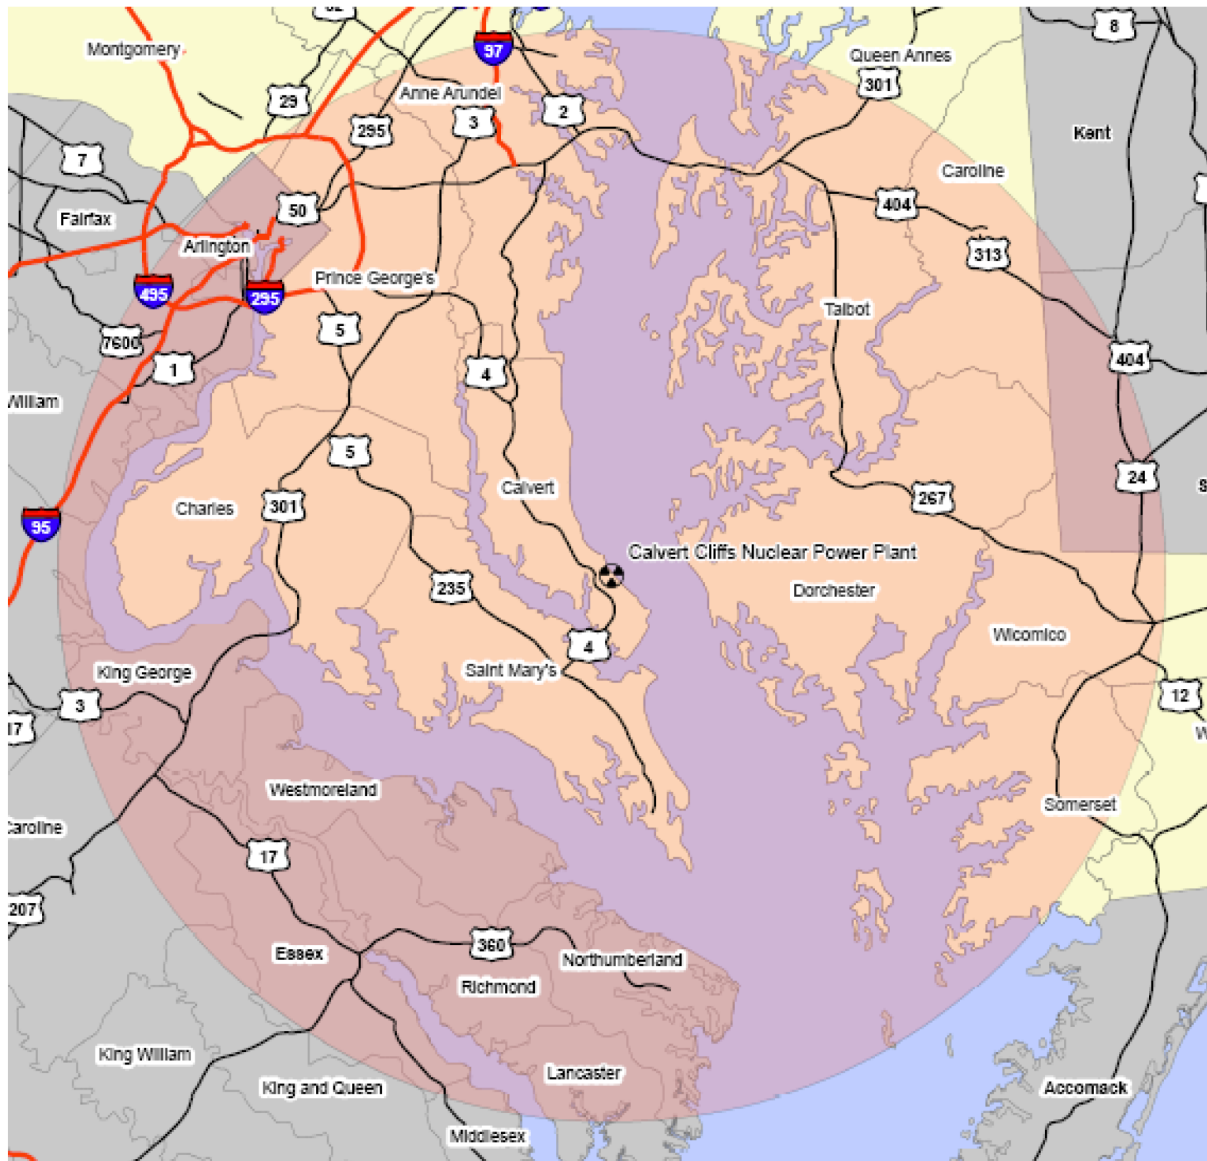 8
Montgomery
97
Queen Annes
301
29
Anne Arundel
2
3
295
Kent
7
Caroline
50
404
Fairfax
Arlington
313
Prince George's
495
295
Talbot
5
7600
404
1
4
William
5
24
Calvert
267
Charles
301
95
Calvert Cliffs Nuclear Power Plant
235
Dorchester
Wicomico
4
King George
Saint Mary's
12
3
17
Westmoreland
Somerset
Caroline
17
207
360
Essex
Northumberland
Richmond
King William
Lancaster
King and Queen
Accomack
Middlesex